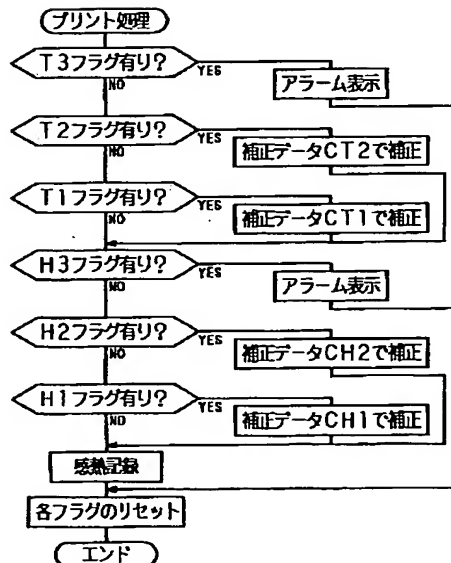 プリント処理
T3フラグ有り?
YES
NO
アラーム表示
T2フラグ有り?
YES
NO
補正データCT2で補正
T1フラグ有り?
YES
NO
補正データCT1で補正
H3フラグ有り?
YES
NO
アラーム表示
H2フラグ有り?
YES
NO
補正データCH2で補正
H1フラグ有り?
YES
NO
補正データCH1で補正
感熱記録
各フラグのリセット
エンド